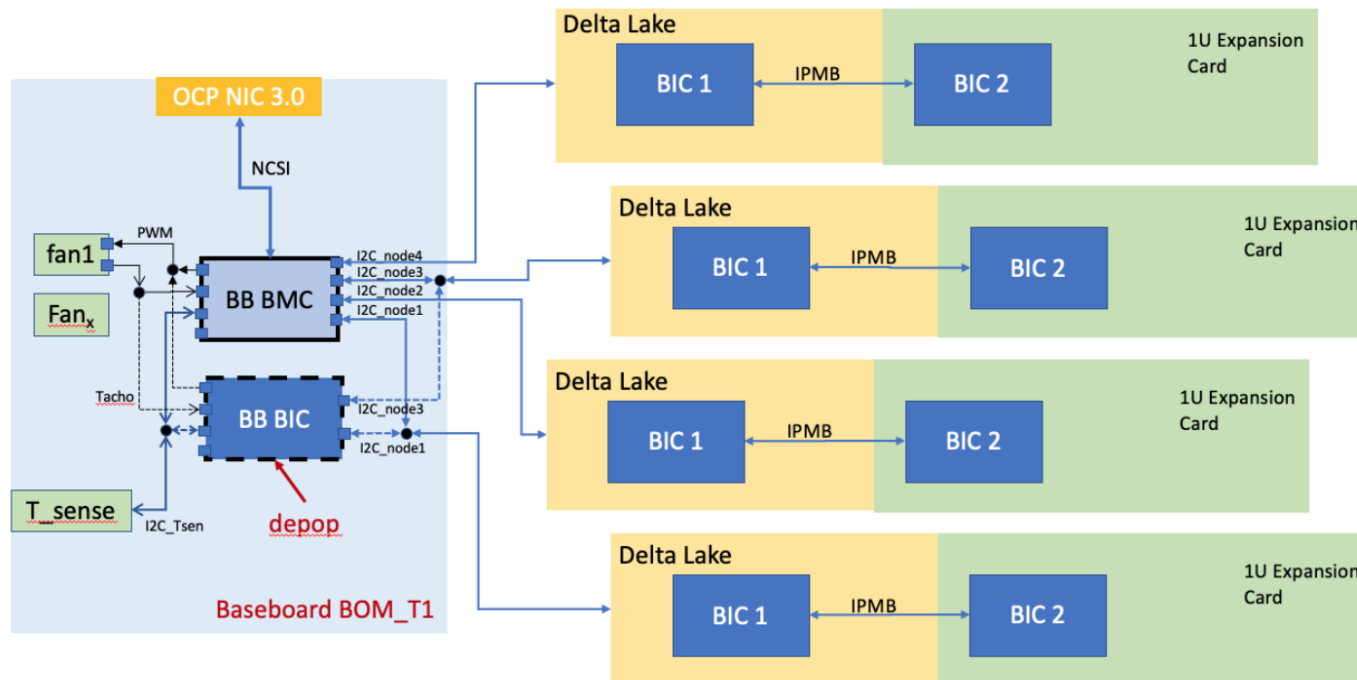 OCP NIC 3.0
NCSI
PWM
fan1
Fanx
BB BMC
I2C_node4
I2C_node3
I2C_node2
I2C_node1
Tacho
BB BIC
I2C_node3
I2C_node1
T_sense
I2C_Tsen
depop
Baseboard BOM_T1
Delta Lake
BIC 1
IPMB
BIC 2
1U Expansion
Card
Delta Lake
BIC 1
IPMB
BIC 2
1U Expansion
Card
Delta Lake
BIC 1
IPMB
BIC 2
1U Expansion
Card
Delta Lake
BIC 1
IPMB
BIC 2
1U Expansion
Card